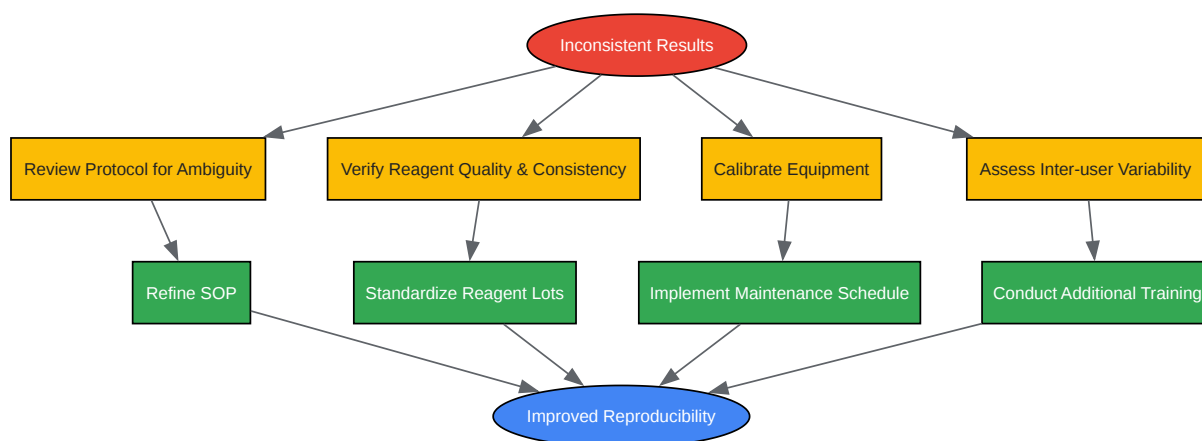 Inconsistent Results
Review Protocol for Ambiguity
Verify Reagent Quality & Consistency
Calibrate Equipment
Assess Inter-user Variability
Refine SOP
Standardize Reagent Lots
Implement Maintenance Schedule
Conduct Additional Training
Improved Reproducibility